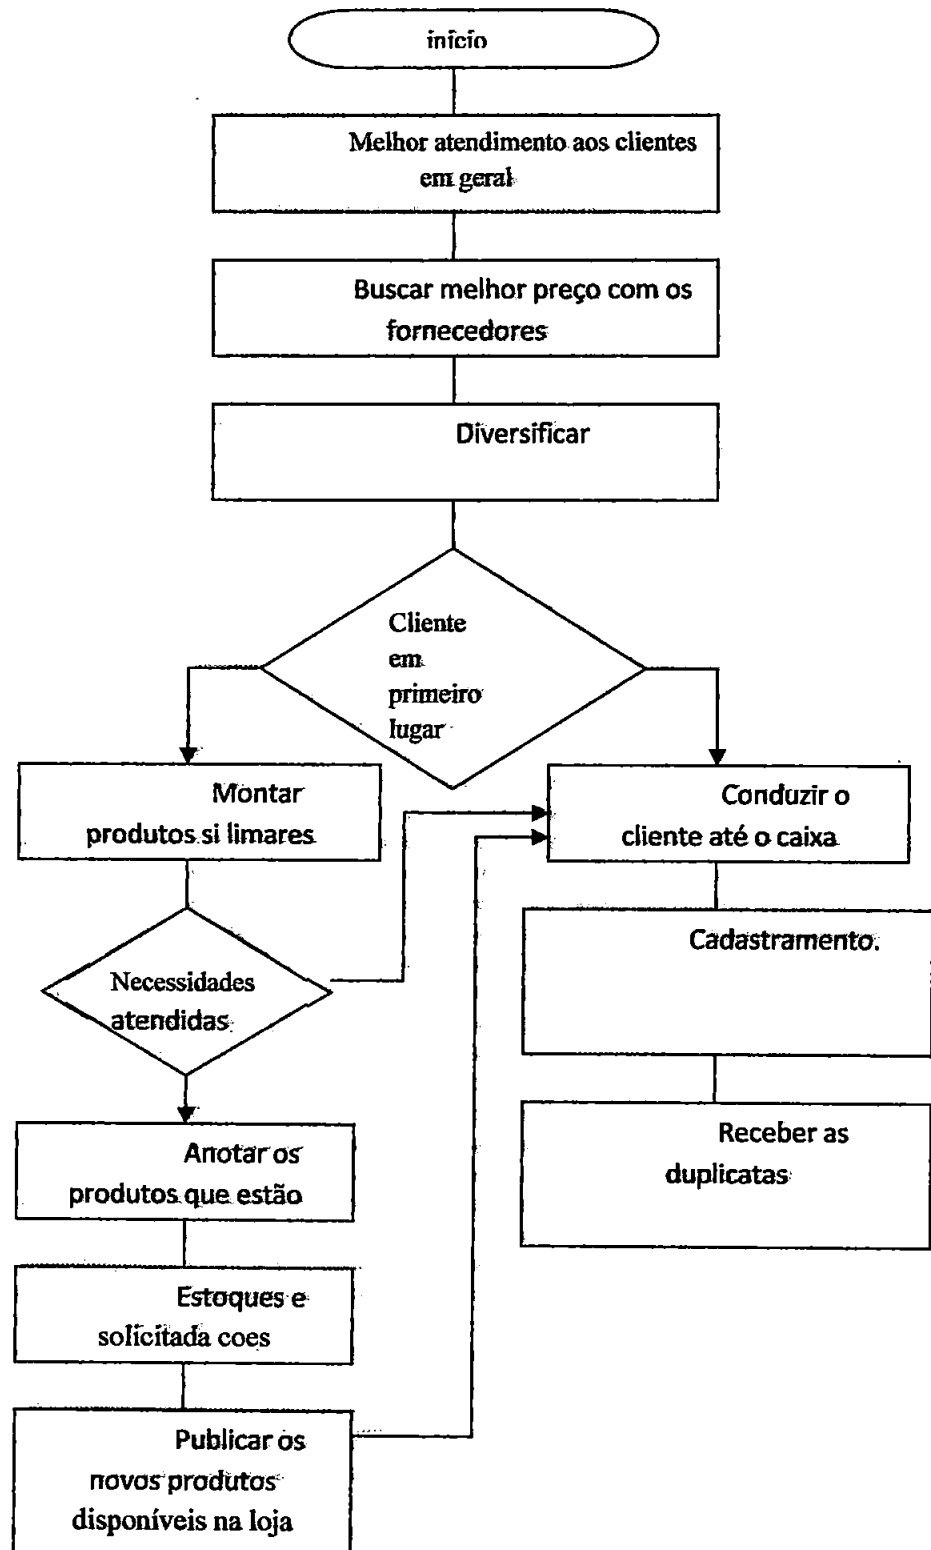 início
Melhor atendimento aos clientes
em geral
Buscar melhor preço com os
fornecedores
Diversificar
Cliente
em
primeiro
lugar
Montar
produtos si limares
Conduzir o
cliente até o caixa
Cadastramento.
Necessidades
atendidas
Receber as
duplicatas
Anotar os
produtos que estão
Estoques e
solicitada coes
Publicar os
novos produtos
disponíveis na loja